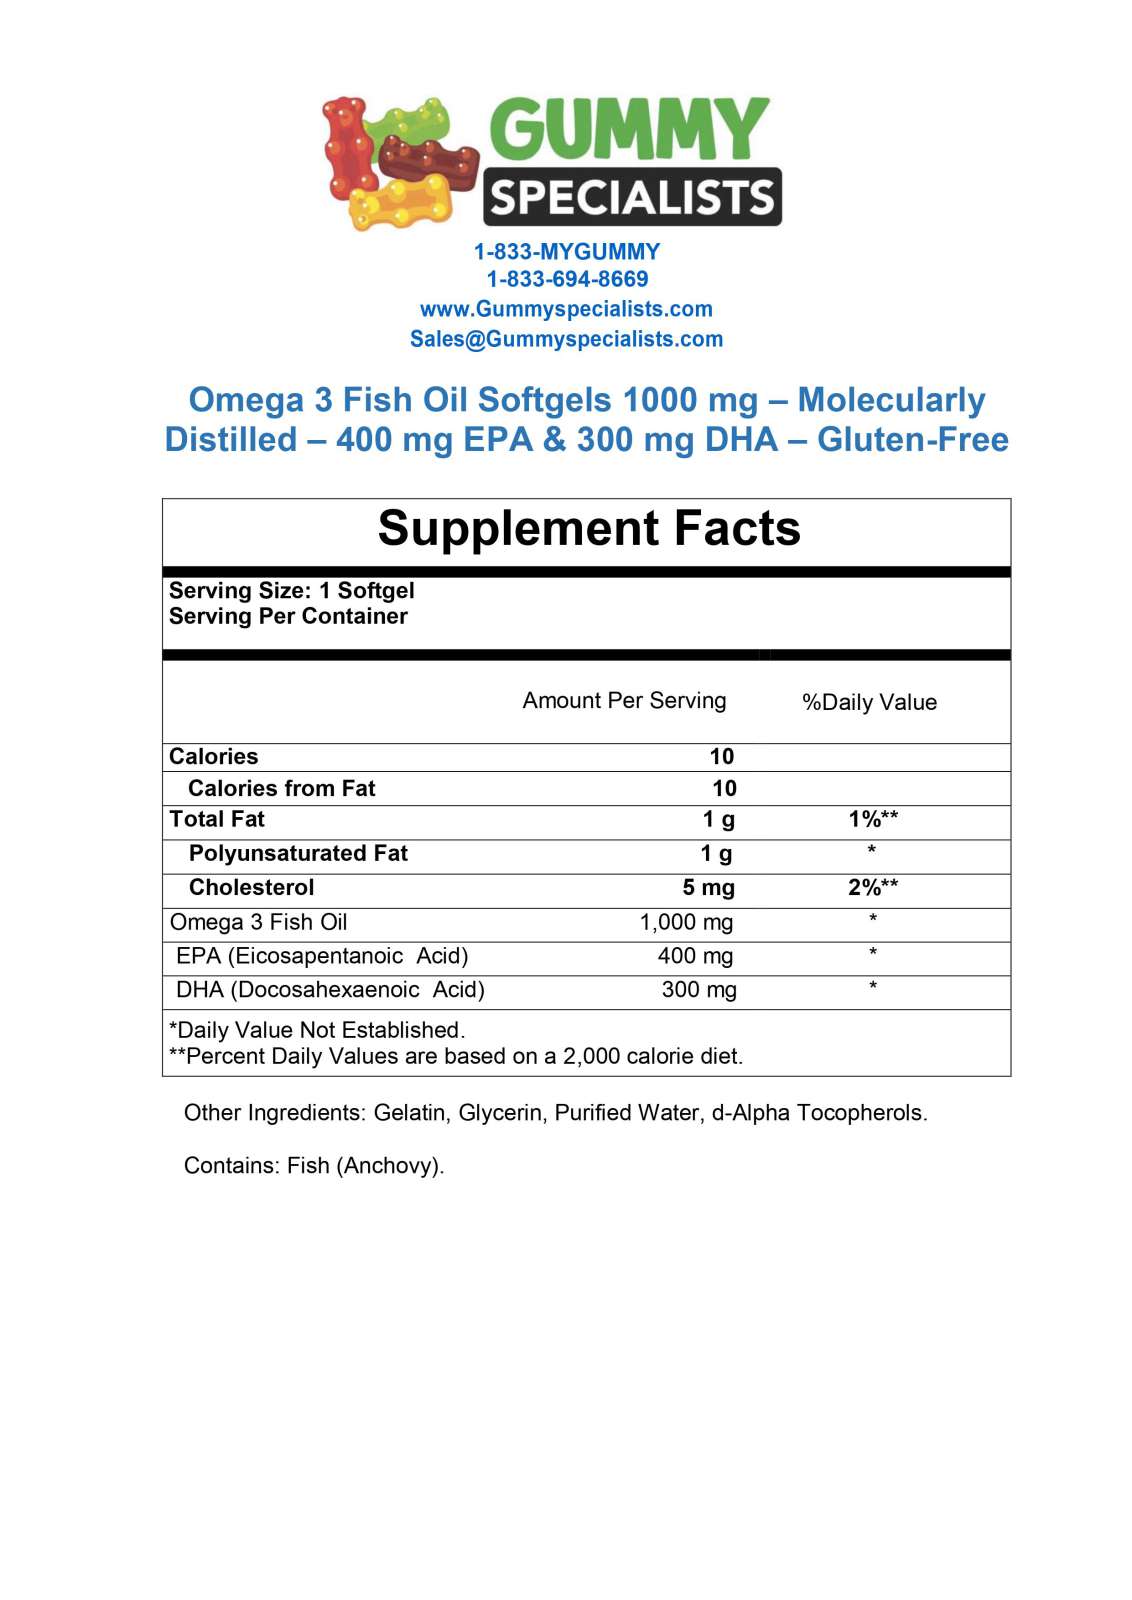 GUMMY
SPECIALISTS
1-833-MYGUMMY
1-833-694-8669
www.Gummyspecialists.com
Sales@Gummyspecialists.com
Omega 3 Fish Oil Softgels 1000 mg – Molecularly
Distilled – 400 mg EPA & 300 mg DHA – Gluten-Free
Supplement Facts
Serving Size: 1 Softgel
Serving Per Container
Amount Per Serving %Daily Value
Calories 10
Calories from Fat 10
Total Fat 1 g 1%**
Polyunsaturated Fat 1 g *
Cholesterol 5 mg 2%**
Omega 3 Fish Oil 1,000 mg *
EPA (Eicosapentanoic Acid) 400 mg *
DHA (Docosahexaenoic Acid) 300 mg *
*Daily Value Not Established.
**Percent Daily Values are based on a 2,000 calorie diet.
Other Ingredients: Gelatin, Glycerin, Purified Water, d-Alpha Tocopherols.
Contains: Fish (Anchovy).